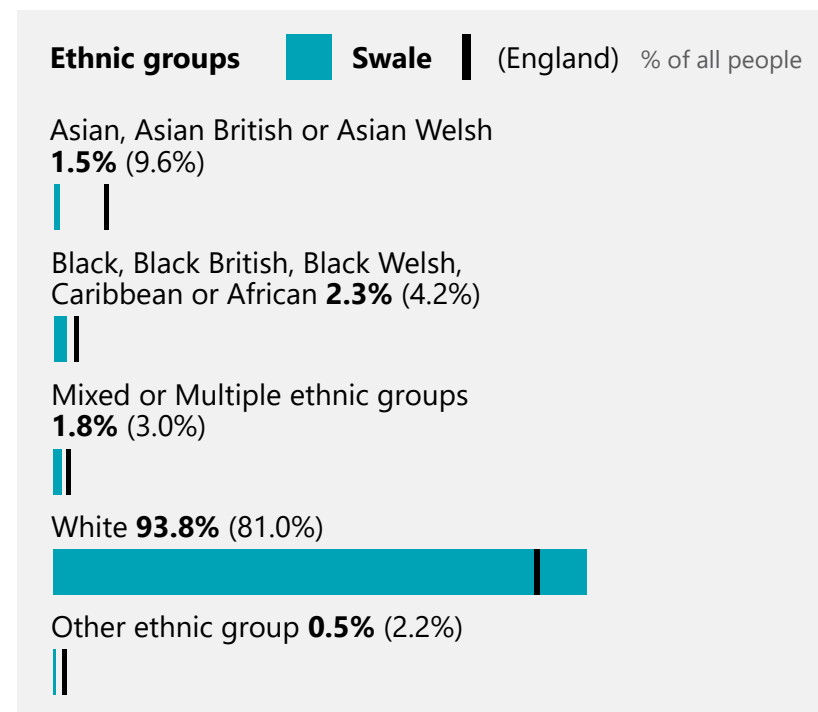 Ethnic groups Swale (England) % of all people
Asian, Asian British or Asian Welsh
1.5% (9.6%)
Black, Black British, Black Welsh,
Caribbean or African 2.3% (4.2%)
Mixed or Multiple ethnic groups
1.8% (3.0%)
White 93.8% (81.0%)
Other ethnic group 0.5% (2.2%)